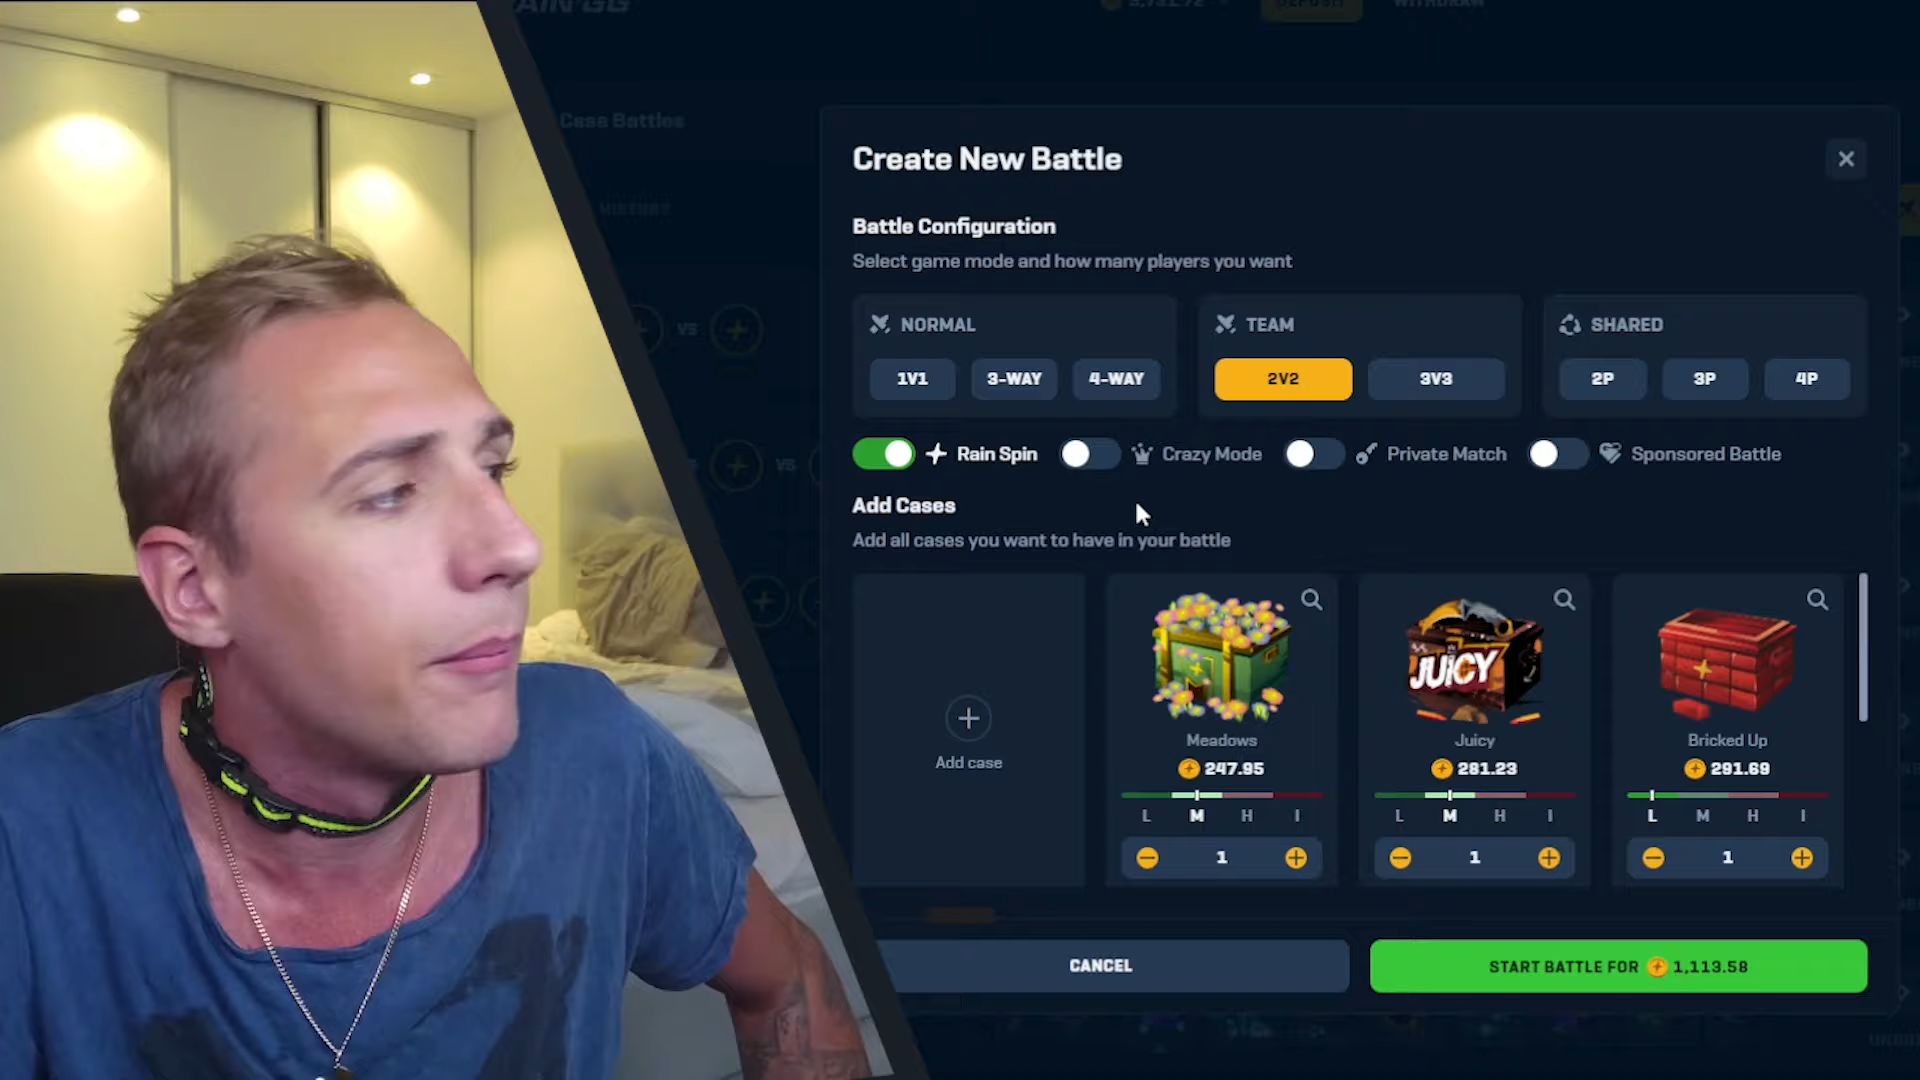 Case Battles
HISTORY
VS
VS
Create New Battle
Battle Configuration
Select game mode and how many players you want
NORMAL
TEAM
SHARED
1V1
3-WAY
4-WAY
2V2
3V3
2P
3P
4P
Rain Spin
Crazy Mode
Private Match
Sponsored Battle
Add Cases
Add all cases you want to have in your battle
Add case
JUICY
Meadows
247.95
L M H I
1
Juicy
281.23
L M H I
1
Bricked Up
291.69
L M H I
1
CANCEL
START BATTLE FOR 1,113.58